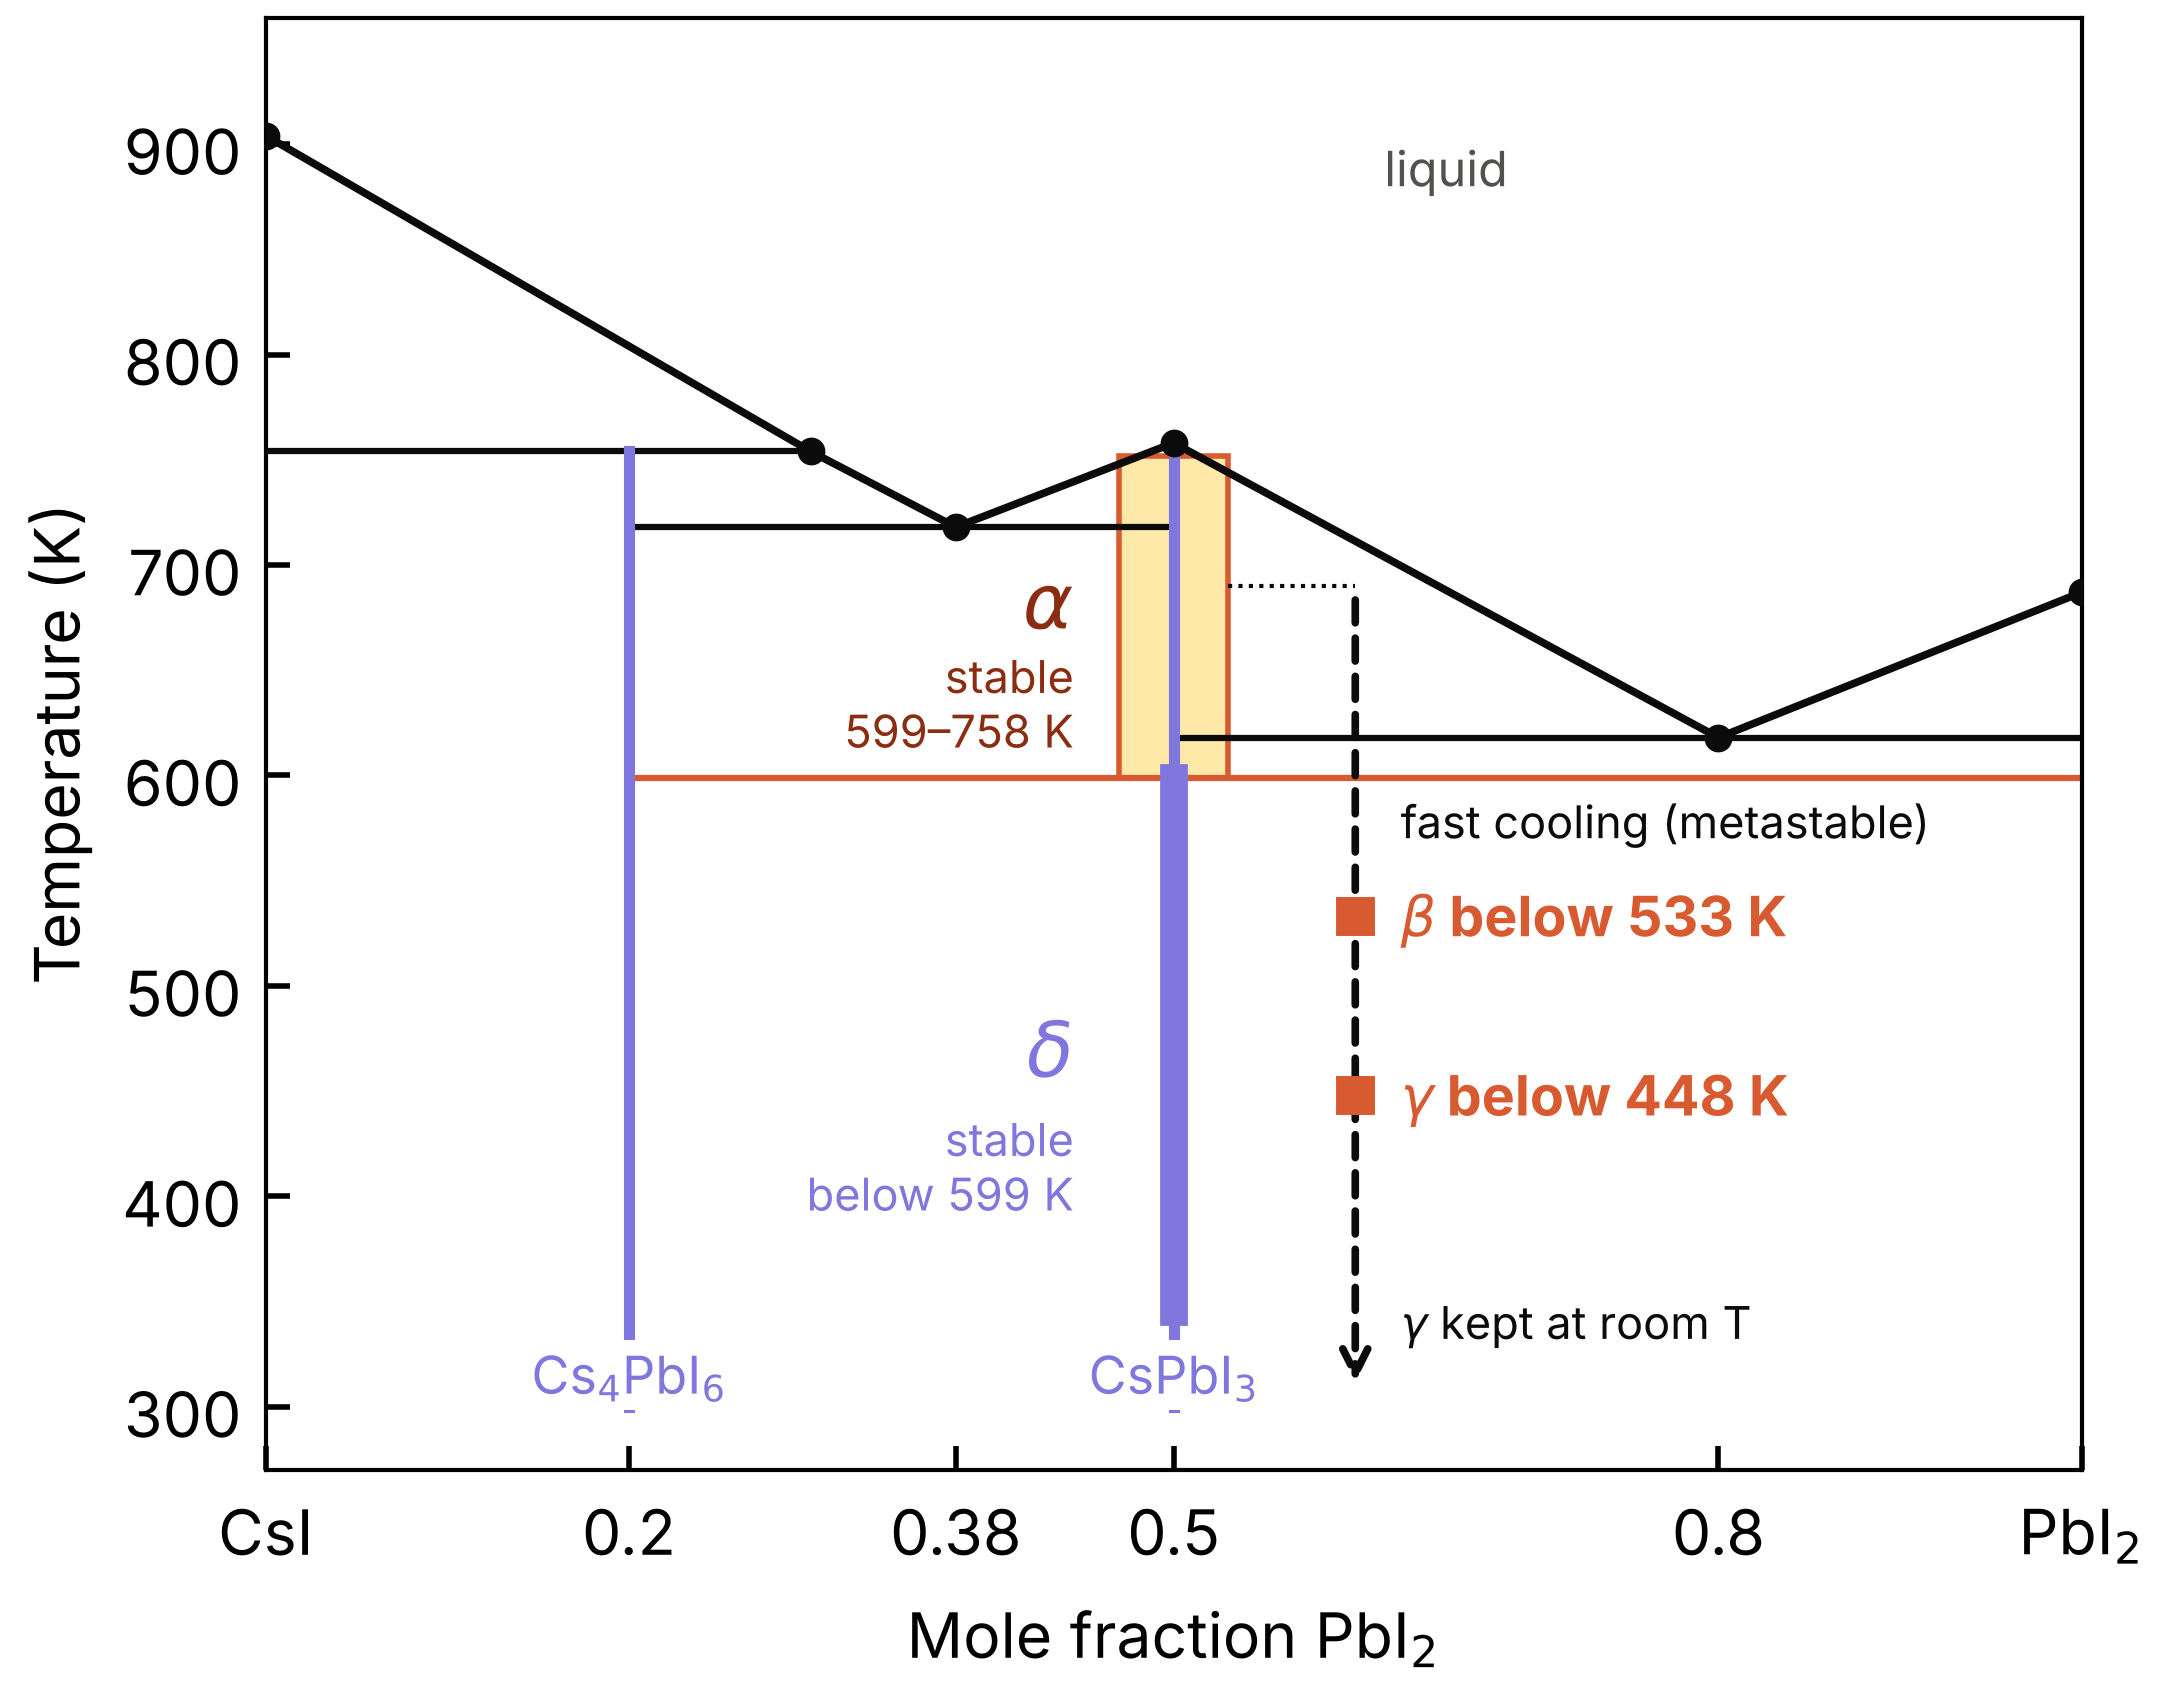 900
800
700
600
500
400
300
Temperature (K)
liquid
α
stable
599–758 K
fast cooling (metastable)
β below 533 K
δ
stable
below 599 K
γ below 448 K
γ kept at room T
Cs₄PbI₆
CsPbI₃
CsI
0.2
0.38
0.5
0.8
PbI₂
Mole fraction PbI₂